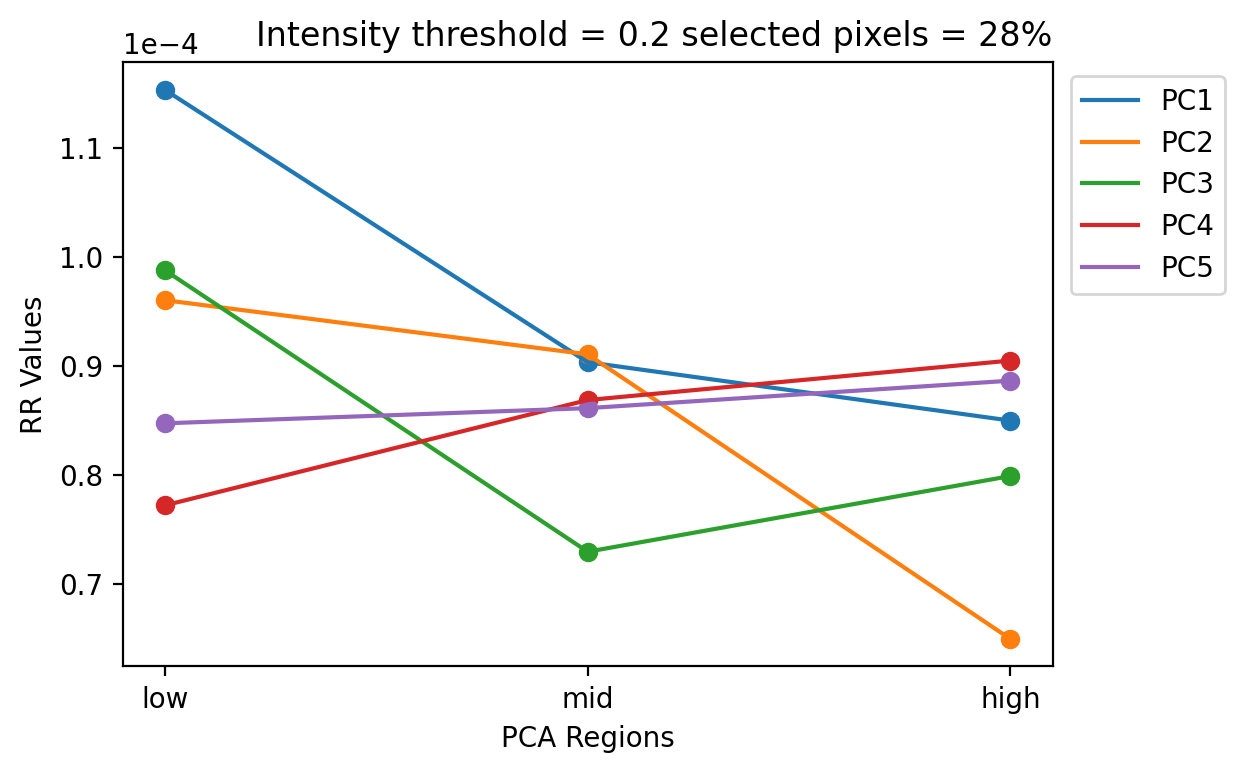 Intensity threshold = 0.2 selected pixels = 28%
1e−4
1.1
1.0
0.9
0.8
0.7
RR Values
low
mid
high
PCA Regions
PC1
PC2
PC3
PC4
PC5